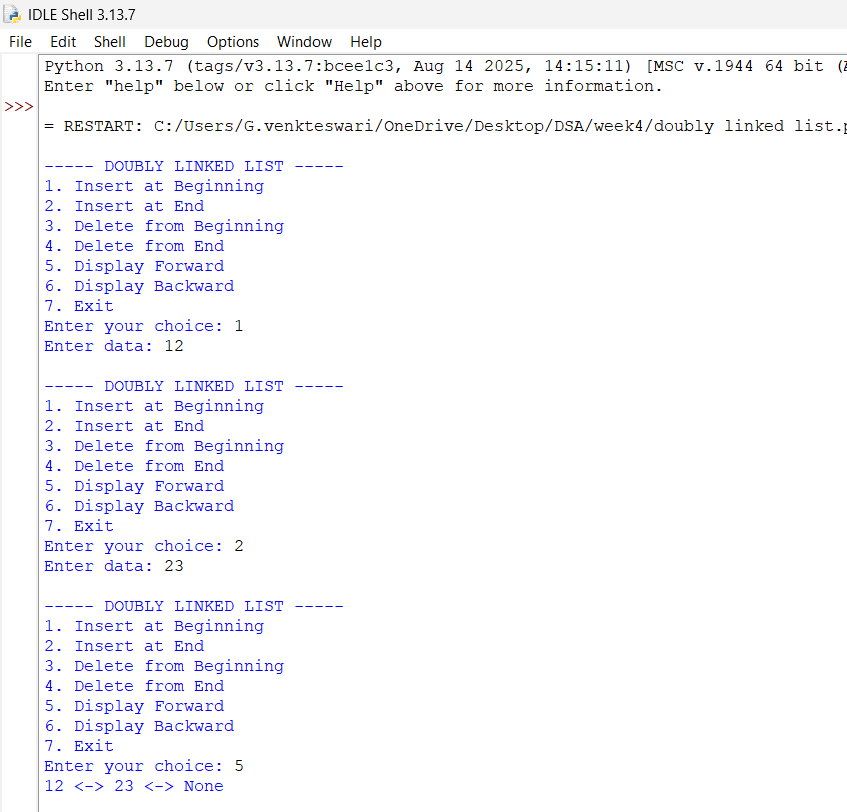 IDLE Shell 3.13.7
File Edit Shell Debug Options Window Help
Python 3.13.7 (tags/v3.13.7:bcee1c3, Aug 14 2025, 14:15:11) [MSC v.1944 64 bit (
Enter "help" below or click "Help" above for more information.
>>>
= RESTART: C:/Users/G.venkteswari/OneDrive/Desktop/DSA/week4/doubly linked list.p
----- DOUBLY LINKED LIST -----
1. Insert at Beginning
2. Insert at End
3. Delete from Beginning
4. Delete from End
5. Display Forward
6. Display Backward
7. Exit
Enter your choice: 1
Enter data: 12
----- DOUBLY LINKED LIST -----
1. Insert at Beginning
2. Insert at End
3. Delete from Beginning
4. Delete from End
5. Display Forward
6. Display Backward
7. Exit
Enter your choice: 2
Enter data: 23
----- DOUBLY LINKED LIST -----
1. Insert at Beginning
2. Insert at End
3. Delete from Beginning
4. Delete from End
5. Display Forward
6. Display Backward
7. Exit
Enter your choice: 5
12 <-> 23 <-> None